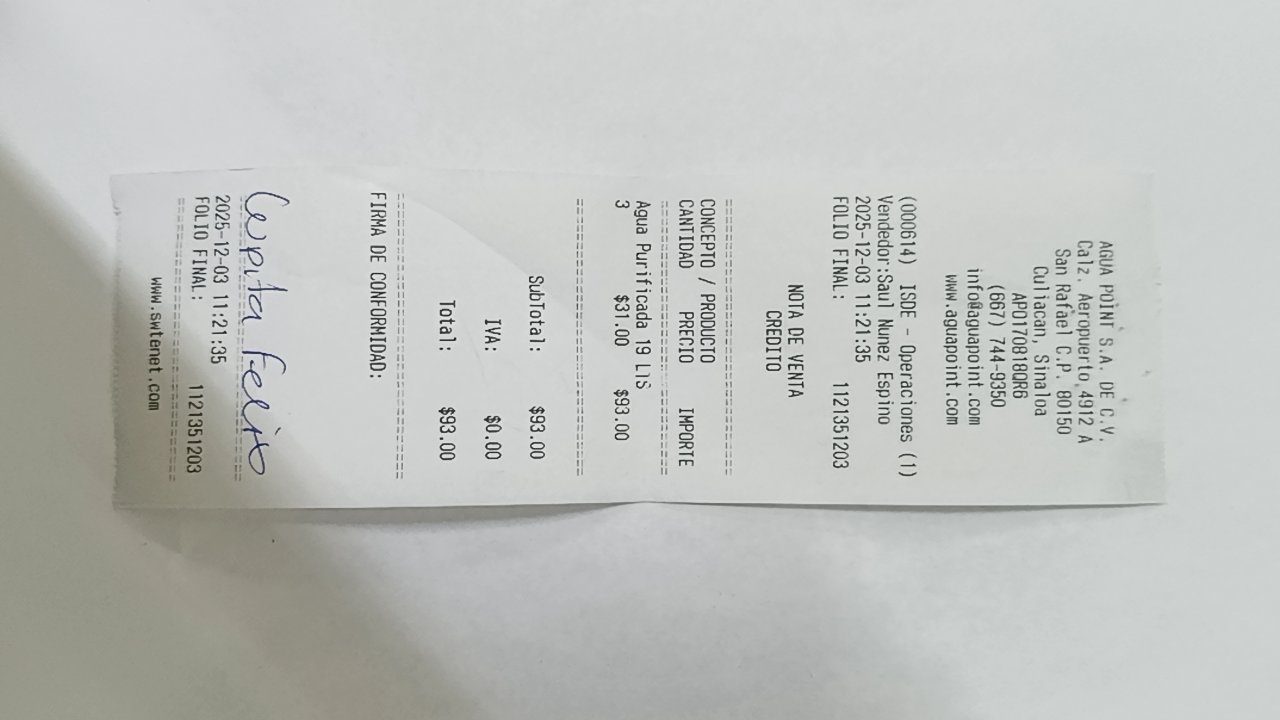 AGUA POINT S.A. DE C.V.
Calz. Aeropuerto 4912 A
San Rafael C.P. 80150
Culiacan, Sinaloa
APO170818QR6
(667) 744-9350
info@aguapoint.com
www.aguapoint.com
(000614) ISDE - Operaciones (1)
Vendedor:Saul Nunez Espino
2025-12-03 11:21:35
FOLIO FINAL: 1121351203
NOTA DE VENTA
CREDITO
CONCEPTO / PRODUCTO
CANTIDAD PRECIO IMPORTE
Agua Purificada 19 LTS
3 $31.00 $93.00
SubTotal: $93.00
IVA: $0.00
Total: $93.00
FIRMA DE CONFORMIDAD:
2025-12-03 11:21:35
FOLIO FINAL: 1121351203
www.swtenet.com